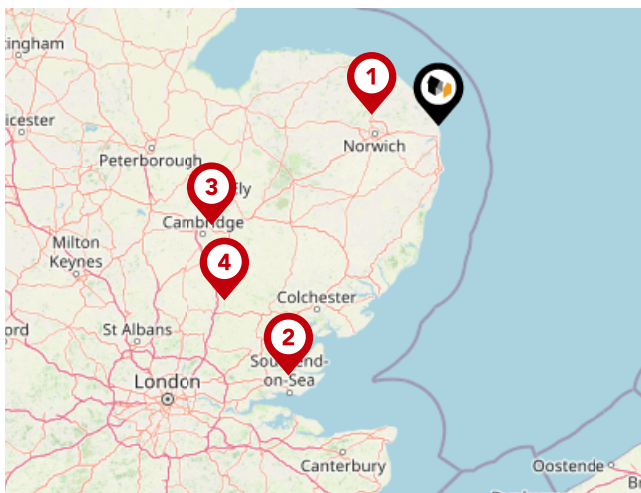 ingham
1
icester
Norwich
Peterborough
3
Ely
Cambridge
Milton
Keynes
4
Colchester
ord
St Albans
2
Southend-
on-Sea
London
Canterbury
Oostende
B